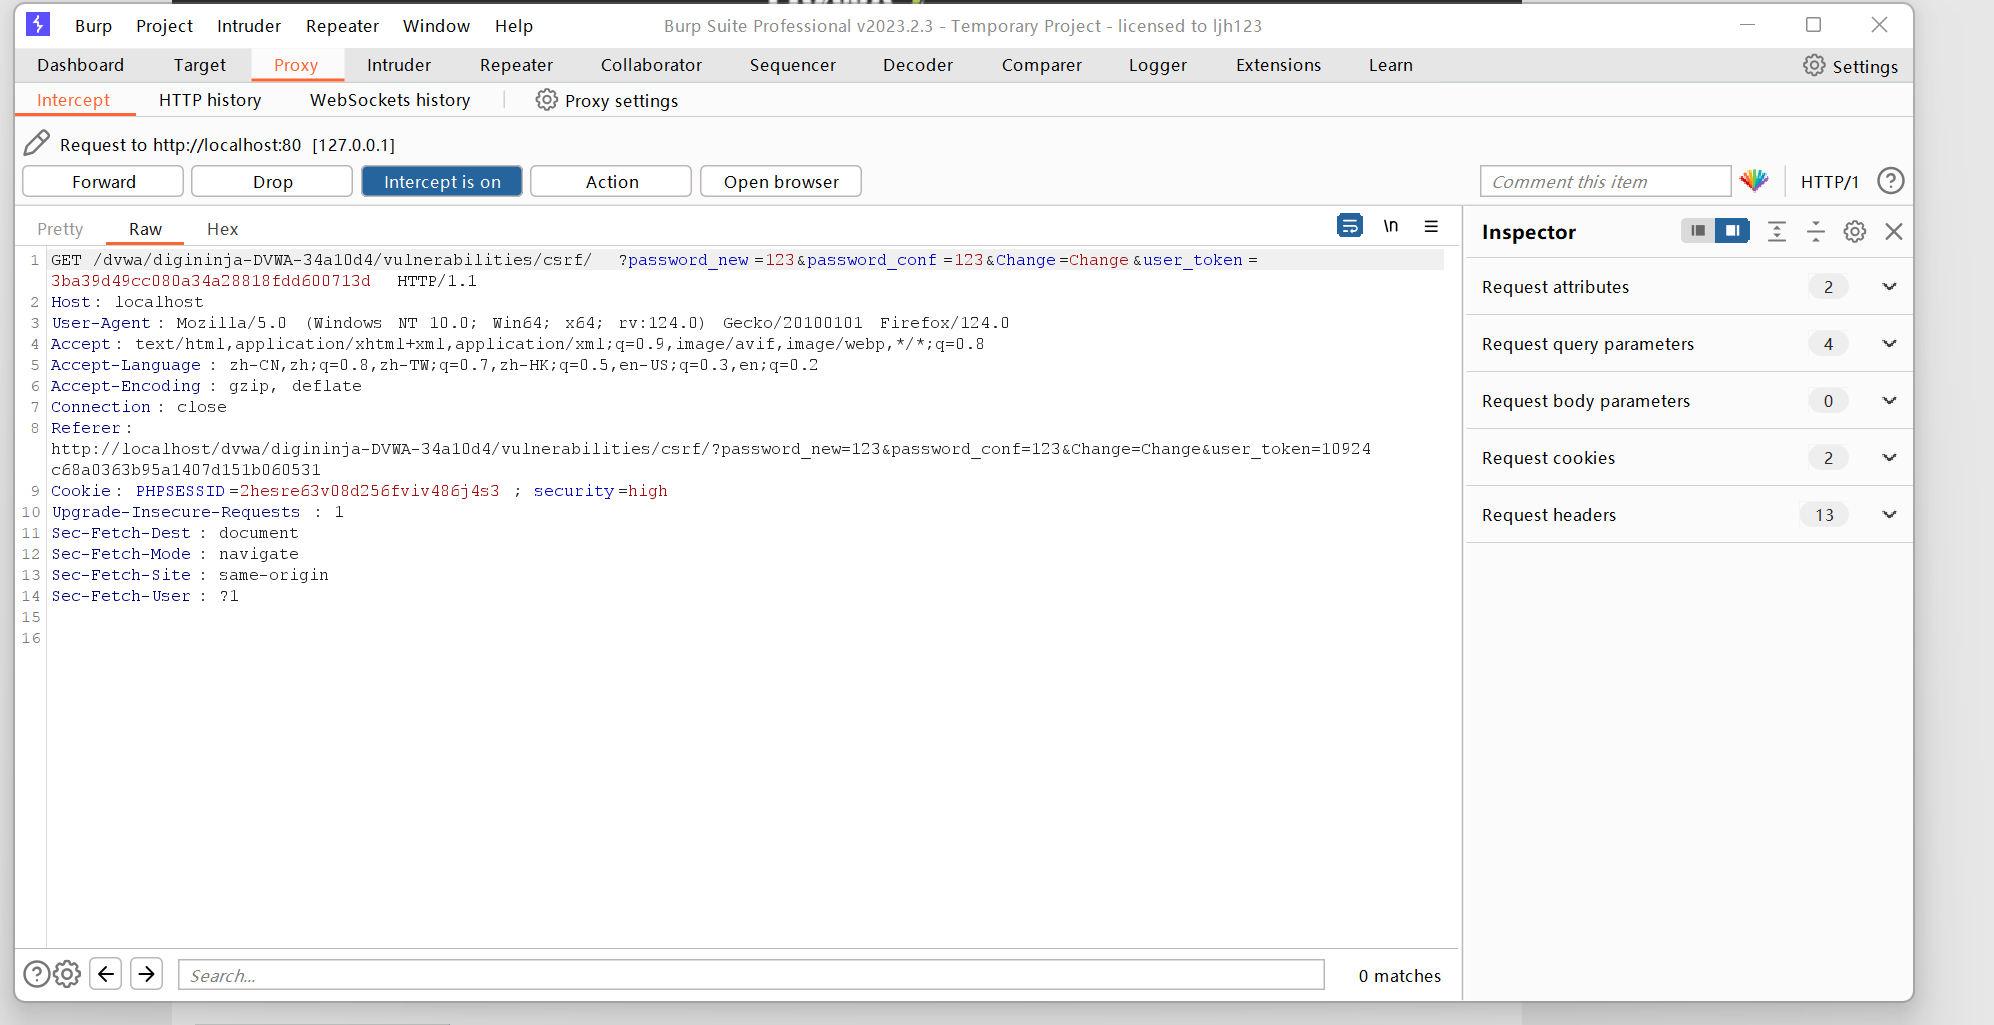 Burp Project Intruder Repeater Window Help Burp Suite Professional v2023.2.3 - Temporary Project - licensed to ljh123
Dashboard Target Proxy Intruder Repeater Collaborator Sequencer Decoder Comparer Logger Extensions Learn Settings
Intercept HTTP history WebSockets history Proxy settings
Request to http://localhost:80 [127.0.0.1]
Forward Drop Intercept is on Action Open browser Comment this item HTTP/1
Pretty Raw Hex \n
1 GET /dvwa/digininja-DVWA-34a10d4/vulnerabilities/csrf/ ?password_new =123&password_conf =123&Change=Change &user_token =
3ba39d49cc080a34a28818fdd600713d HTTP/1.1
2 Host: localhost
3 User-Agent : Mozilla/5.0 (Windows NT 10.0; Win64; x64; rv:124.0) Gecko/20100101 Firefox/124.0
4 Accept: text/html,application/xhtml+xml,application/xml;q=0.9,image/avif,image/webp,*/*;q=0.8
5 Accept-Language : zh-CN,zh;q=0.8,zh-TW;q=0.7,zh-HK;q=0.5,en-US;q=0.3,en;q=0.2
6 Accept-Encoding : gzip, deflate
7 Connection : close
8 Referer :
http://localhost/dvwa/digininja-DVWA-34a10d4/vulnerabilities/csrf/?password_new=123&password_conf=123&Change=Change&user_token=10924
c68a0363b95a1407d151b060531
9 Cookie : PHPSESSID =2hesre63v08d256fviv486j4s3 ; security =high
10 Upgrade-Insecure-Requests : 1
11 Sec-Fetch-Dest : document
12 Sec-Fetch-Mode : navigate
13 Sec-Fetch-Site : same-origin
14 Sec-Fetch-User : ?1
15
16
Inspector
Request attributes 2
Request query parameters 4
Request body parameters 0
Request cookies 2
Request headers 13
Search... 0 matches